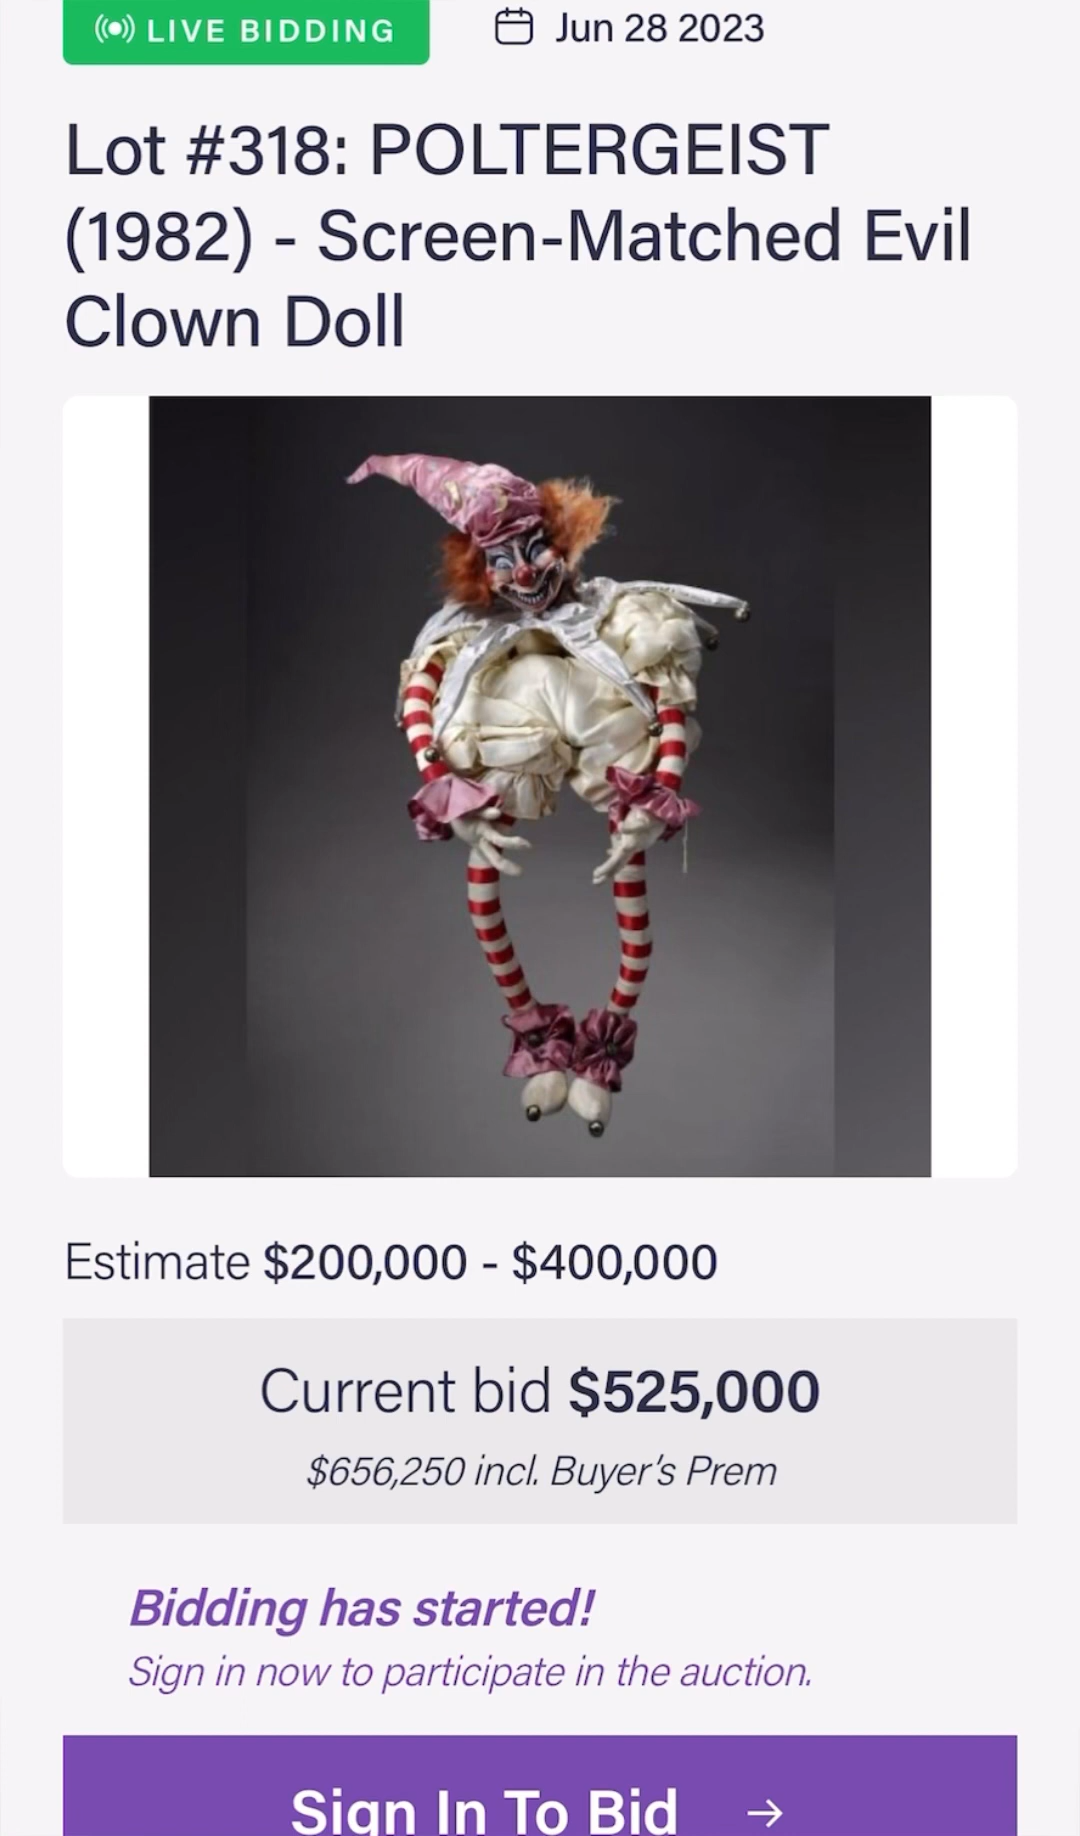 LIVE BIDDING
Jun 28 2023
Lot #318: POLTERGEIST
(1982) - Screen-Matched Evil
Clown Doll
Estimate $200,000 - $400,000
Current bid $525,000
$656,250 incl. Buyer's Prem
Bidding has started!
Sign in now to participate in the auction.
Sign In To Bid →